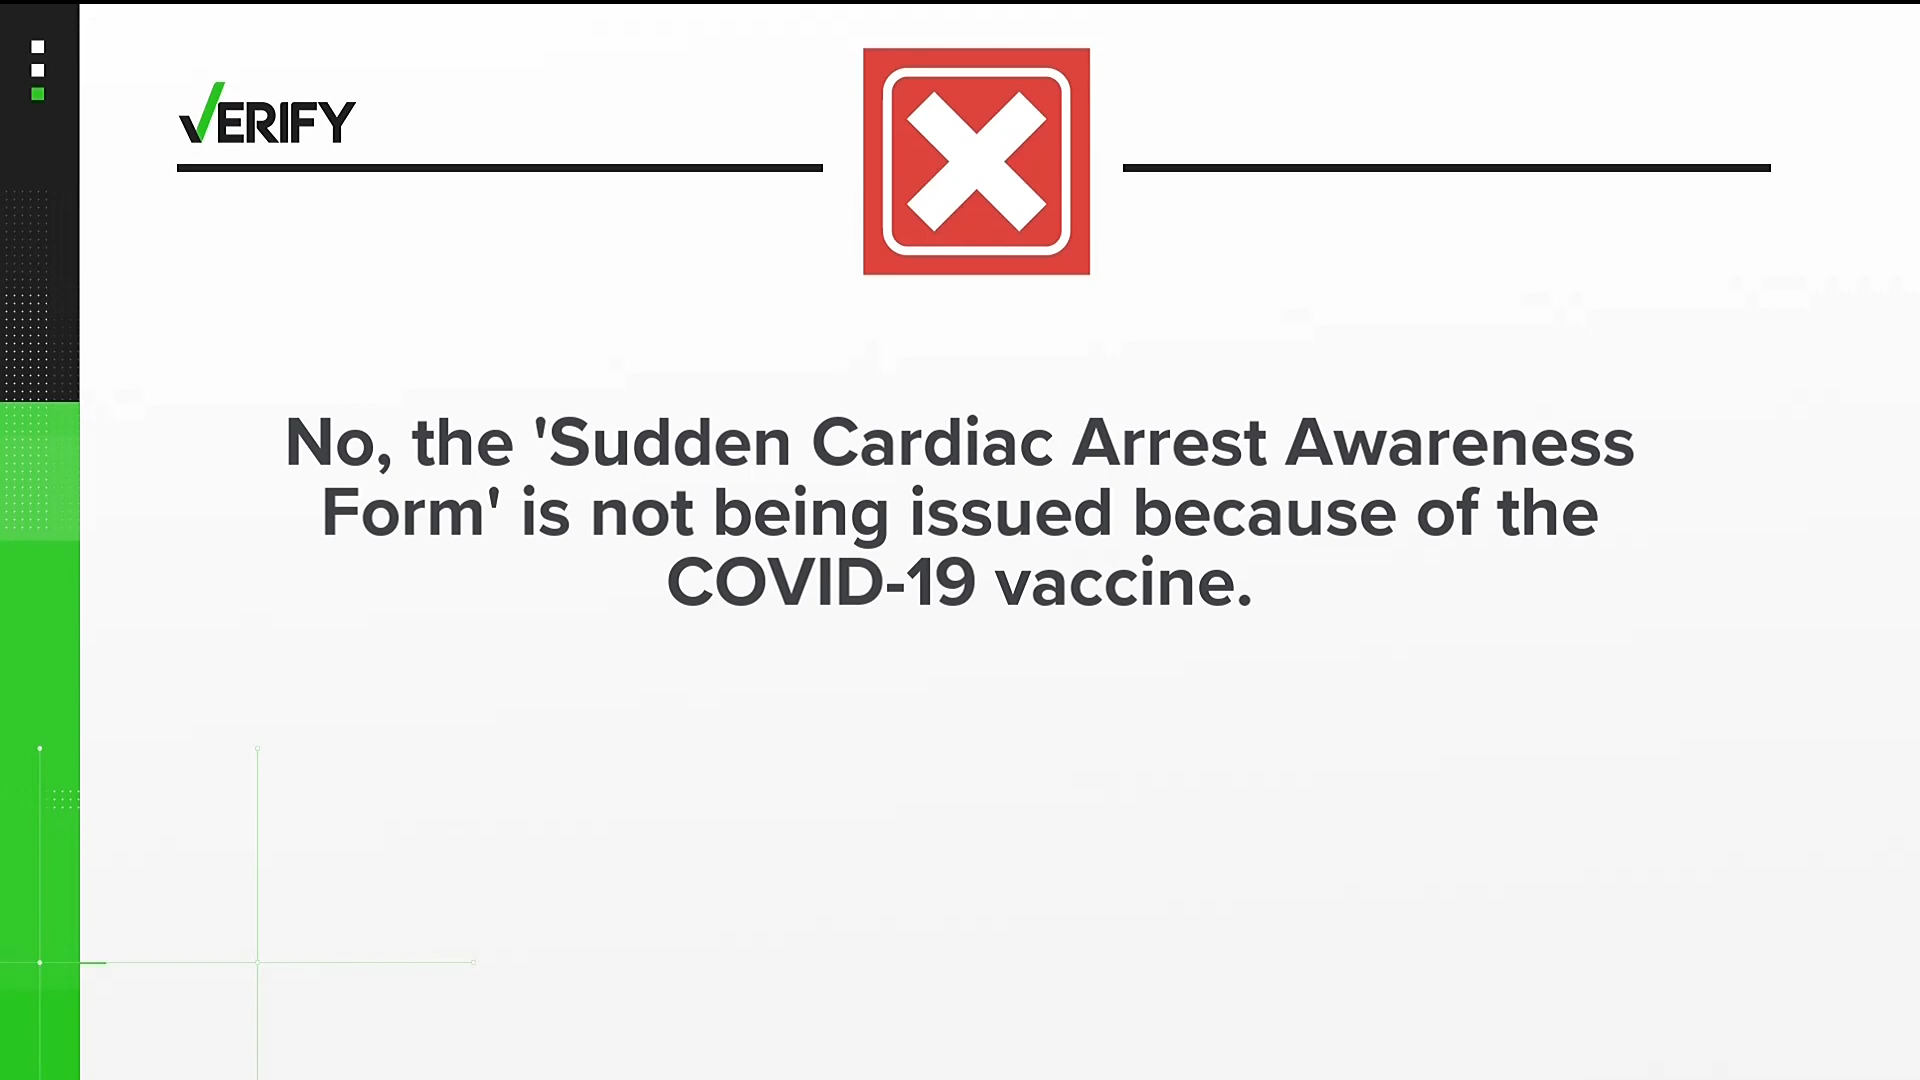 VERIFY
No, the 'Sudden Cardiac Arrest Awareness
Form' is not being issued because of the
COVID-19 vaccine.